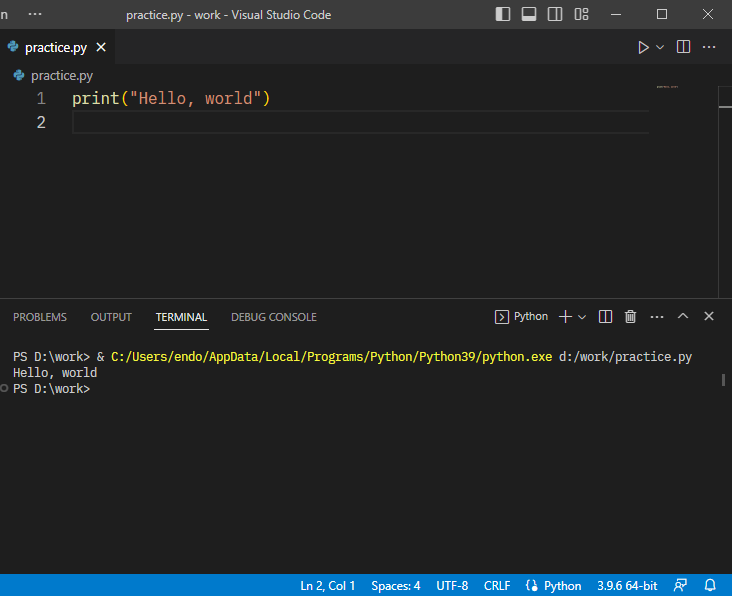 n ··· practice.py - work - Visual Studio Code
practice.py
practice.py
1 print("Hello, world")
2
PROBLEMS OUTPUT TERMINAL DEBUG CONSOLE Python
PS D:\work> & C:/Users/endo/AppData/Local/Programs/Python/Python39/python.exe d:/work/practice.py
Hello, world
PS D:\work>
Ln 2, Col 1 Spaces: 4 UTF-8 CRLF Python 3.9.6 64-bit